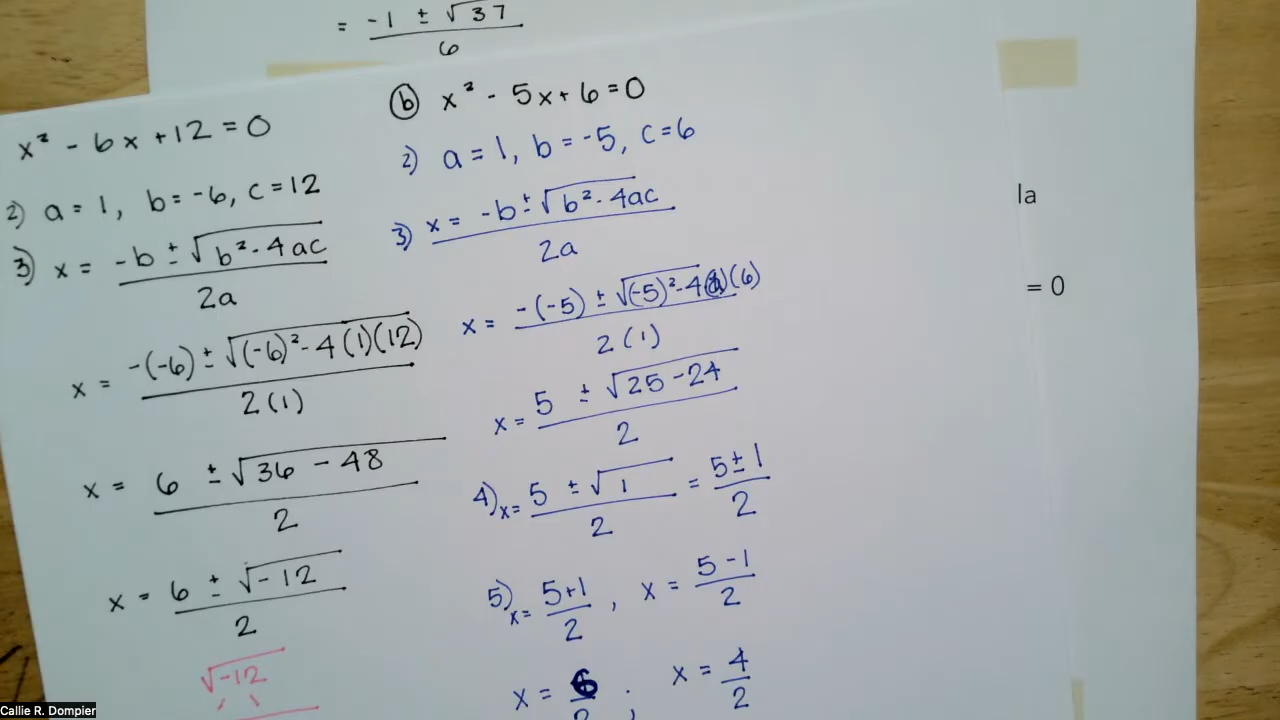 = -1 ± √37
6
x² - 6x + 12 = 0
2) a = 1, b = -6, c = 12
3) x = -b ± √b² - 4ac
2a
x = -(-6) ± √(-6)² - 4(1)(12)
2(1)
x = 6 ± √36 - 48
2
x = 6 ± √-12
2
√-12
ⓑ x² - 5x + 6 = 0
2) a = 1, b = -5, c = 6
3) x = -b ± √b² - 4ac
2a
x = -(-5) ± √(-5)² - 4(1)(6)
2(1)
x = 5 ± √25 - 24
2
4) x = 5 ± √1 = 5 ± 1
2 2
5) x = 5+1 , x = 5 - 1
2 2
x = 6 , x = 4
2 2
la
= 0
Callie R. Dompier